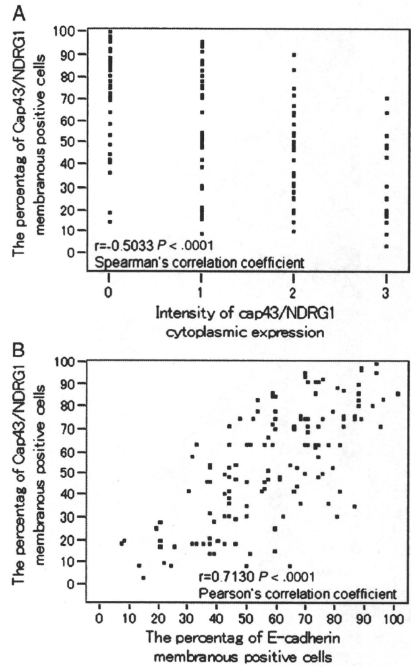 A
The percentag of Cap43/NDRG1
membranous positive cells
100
90
80
70
60
50
40
30
20
10
0
r=-0.5033 P < .0001
Spearman's correlation coefficient
0 1 2 3
Intensity of cap43/NDRG1
cytoplasmic expression
B
The percentag of Cap43/NDRG1
membranous positive cells
100
90
80
70
60
50
40
30
20
10
0
r=0.7130 P < .0001
Pearson's correlation coefficient
0 10 20 30 40 50 60 70 80 90 100
The percentag of E-cadherin
membranous positive cells